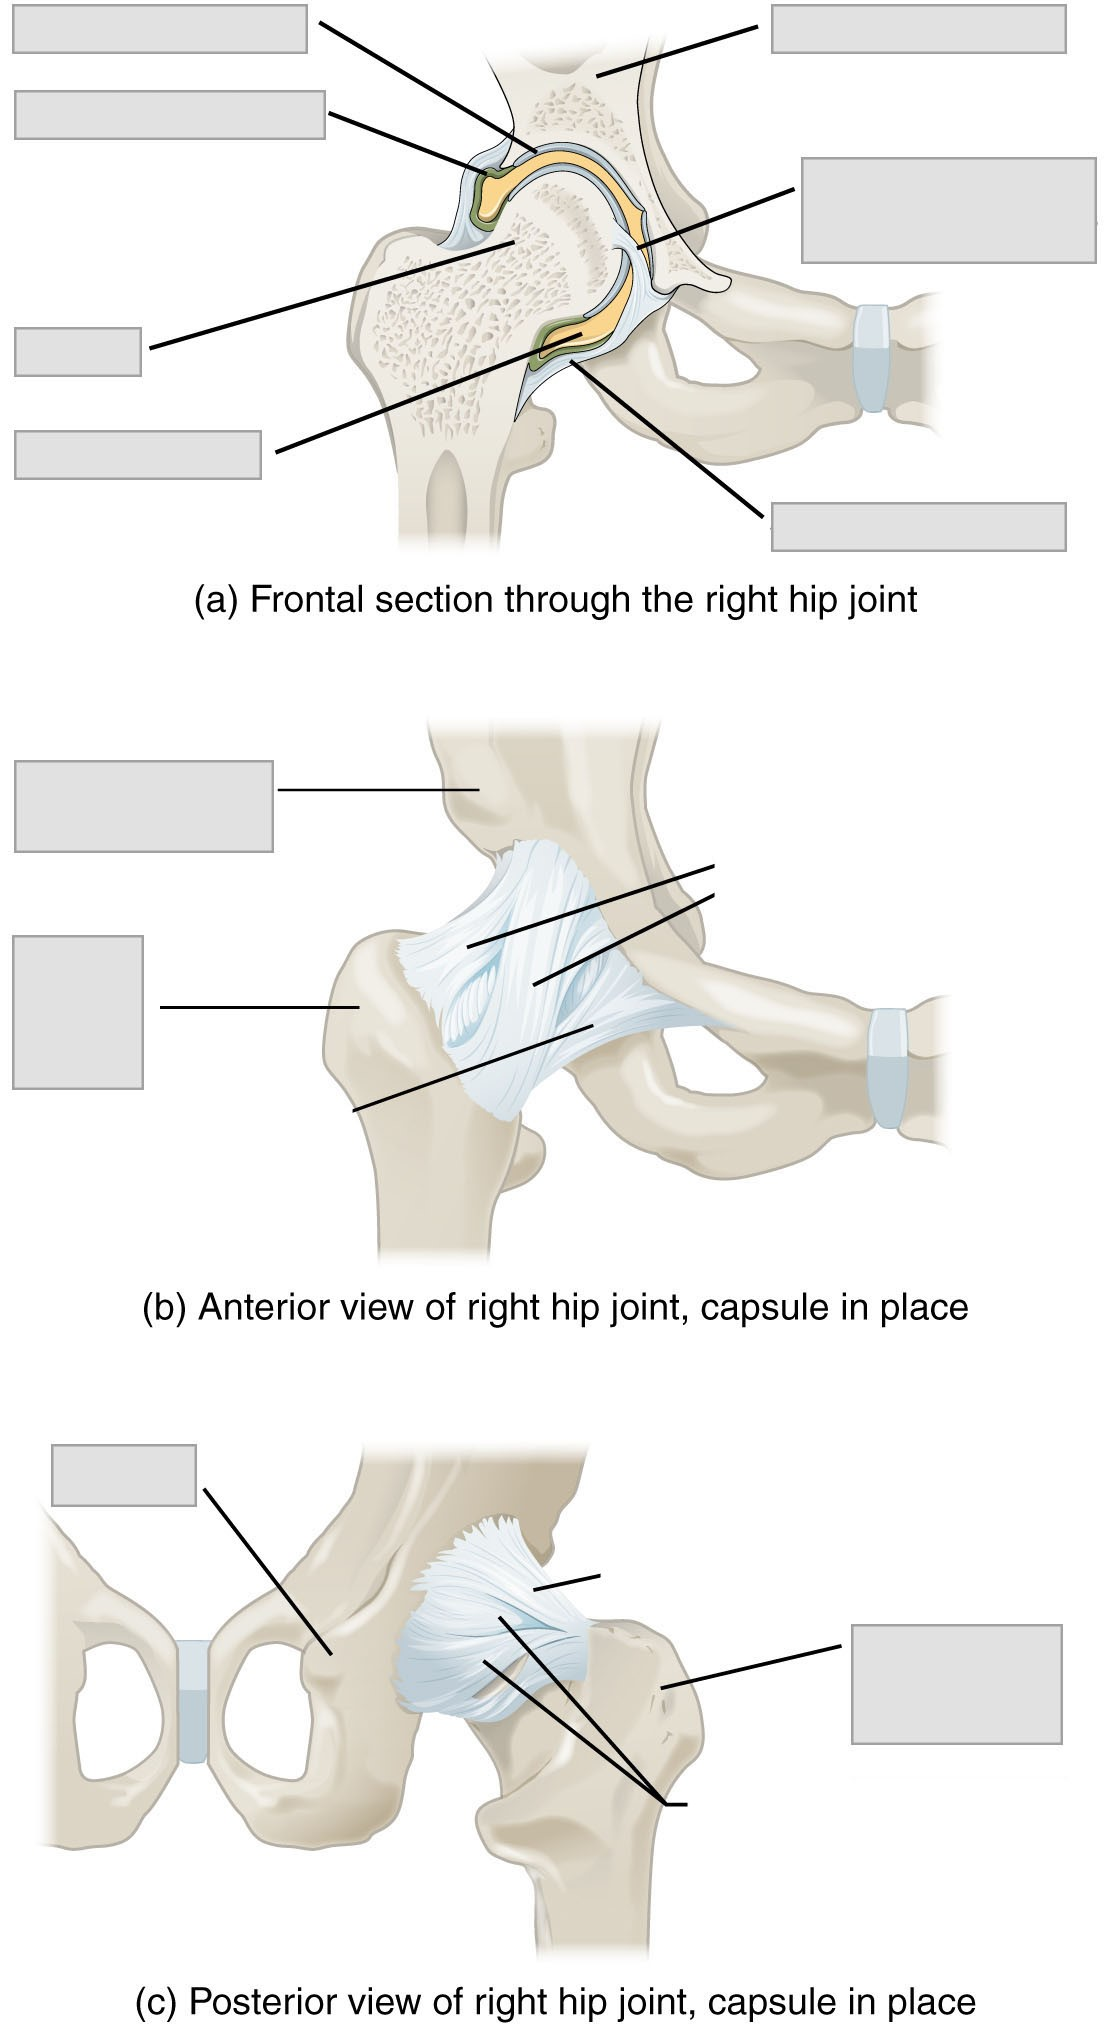 (a) Frontal section through the right hip joint
(b) Anterior view of right hip joint, capsule in place
(c) Posterior view of right hip joint, capsule in place